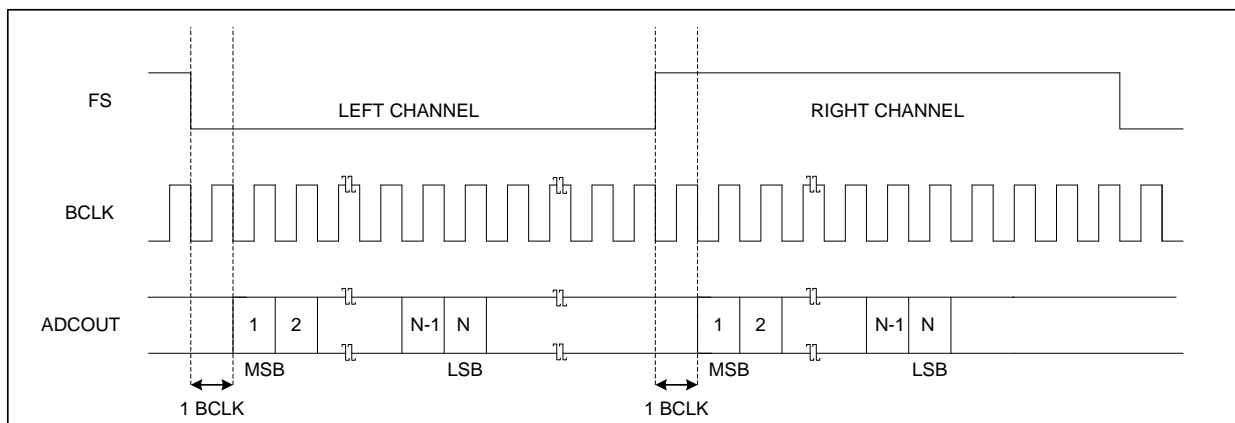 FS
LEFT CHANNEL
RIGHT CHANNEL
BCLK
ADCOUT
1
2
N-1
N
1
2
N-1
N
MSB
LSB
MSB
LSB
1 BCLK
1 BCLK